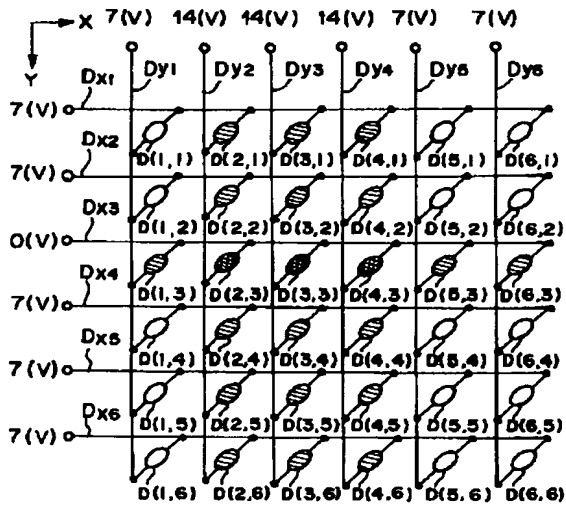 7(V) 14(V) 14(V) 14(V) 7(V) 7(V)
X
Y
Dx1 Dy1 Dy2 Dy3 Dy4 Dy5 Dy6
7(V)
Dx2 D(1,1) D(2,1) D(3,1) D(4,1) D(5,1) D(6,1)
7(V)
Dx3 D(1,2) D(2,2) D(3,2) D(4,2) D(5,2) D(6,2)
0(V)
Dx4 D(1,3) D(2,3) D(3,3) D(4,3) D(5,3) D(6,3)
7(V)
Dx5 D(1,4) D(2,4) D(3,4) D(4,4) D(5,4) D(6,4)
7(V)
Dx6 D(1,5) D(2,5) D(3,5) D(4,5) D(5,5) D(6,5)
7(V)
D(1,6) D(2,6) D(3,6) D(4,6) D(5,6) D(6,6)